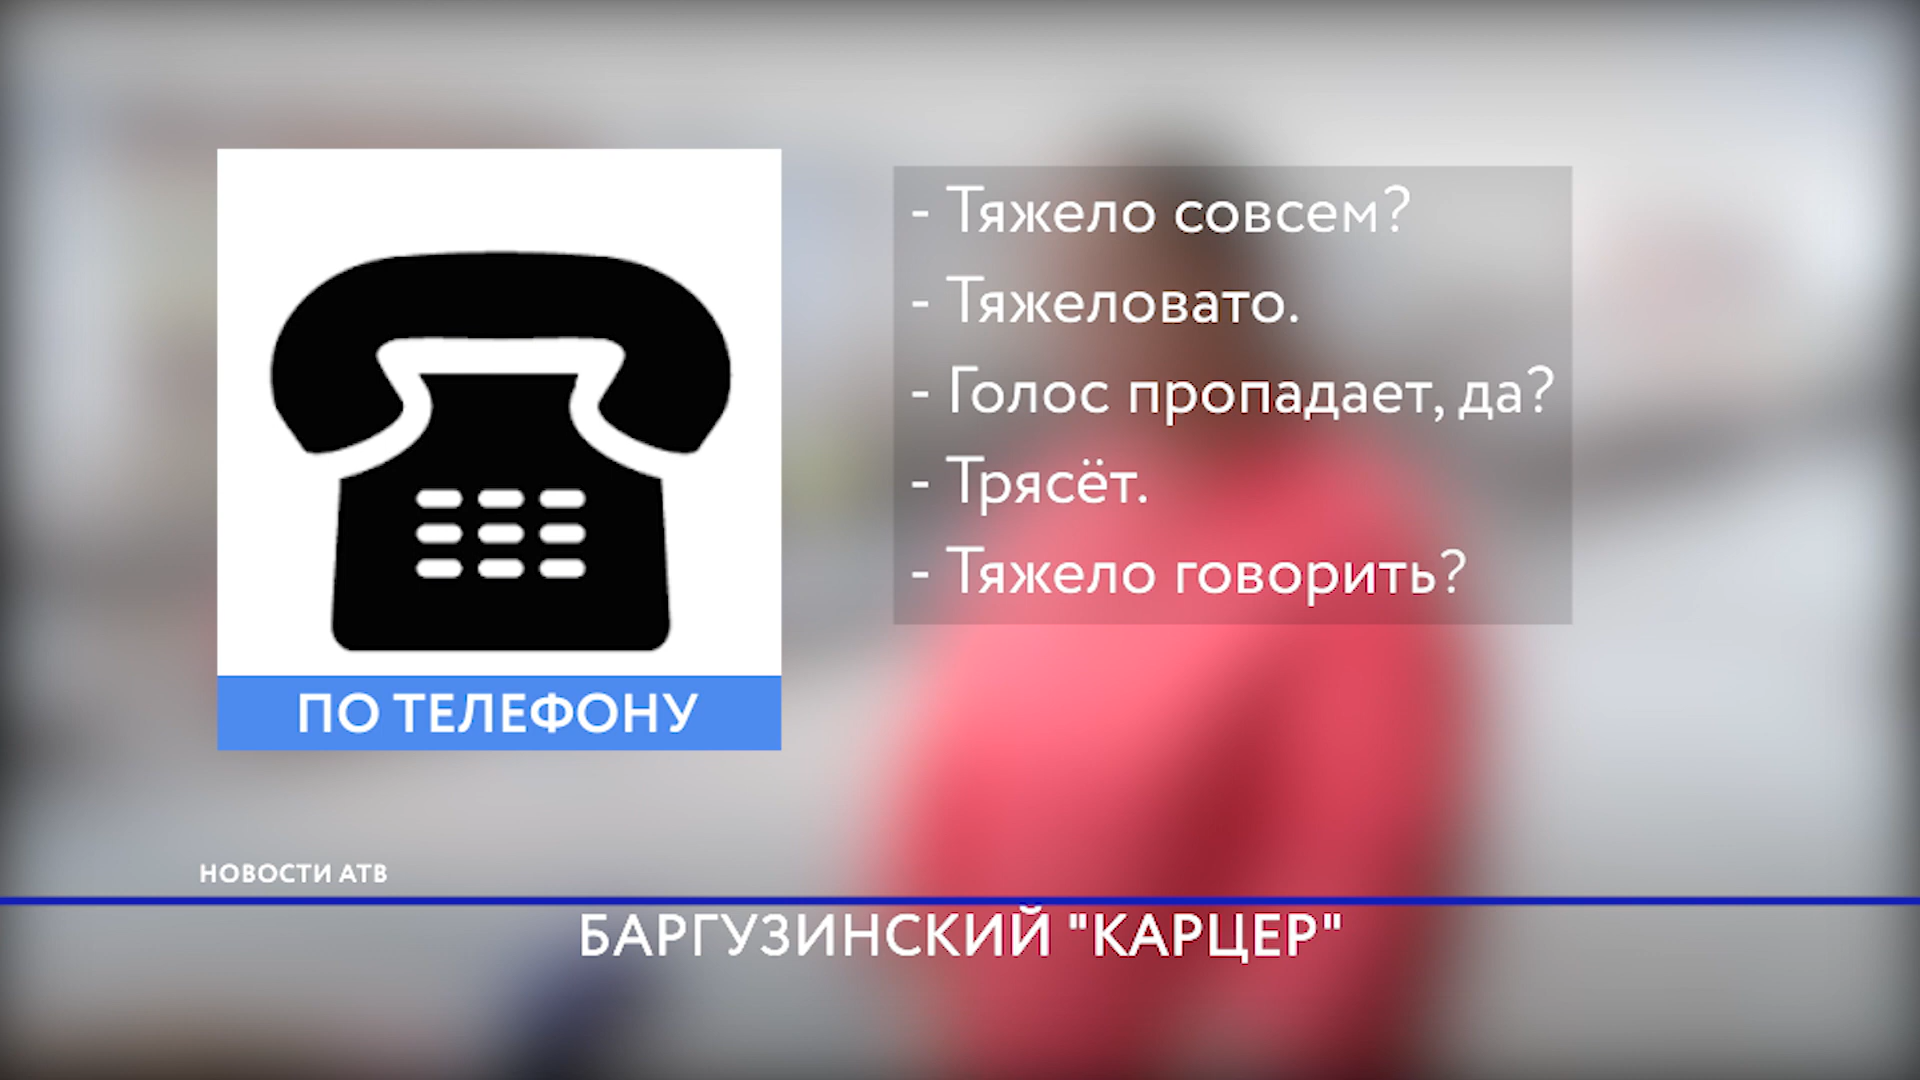 - Тяжело совсем?
- Тяжеловато.
- Голос пропадает, да?
- Трясёт.
- Тяжело говорить?
ПО ТЕЛЕФОНУ
НОВОСТИ АТВ
БАРГУЗИНСКИЙ "КАРЦЕР"